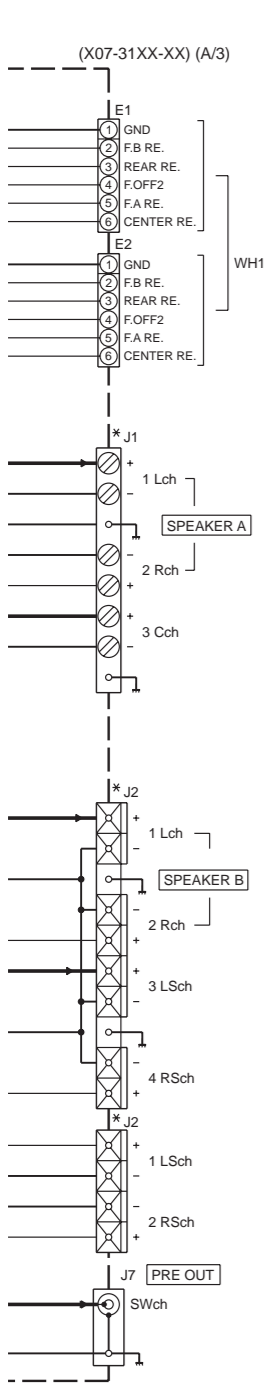 (X07-31XX-XX) (A/3)
E1
1 GND
2 F.B RE.
3 REAR RE.
4 F.OFF2
5 F.A RE.
6 CENTER RE.
E2
1 GND
2 F.B RE.
3 REAR RE.
4 F.OFF2
5 F.A RE.
6 CENTER RE.
WH1
* J1
+
1 Lch
−
SPEAKER A
−
2 Rch
+
+
3 Cch
−
* J2
+
1 Lch
−
SPEAKER B
−
2 Rch
+
+
3 LSch
−
−
4 RSch
+
* J2
+
1 LSch
−
−
2 RSch
+
J7 PRE OUT
SWch